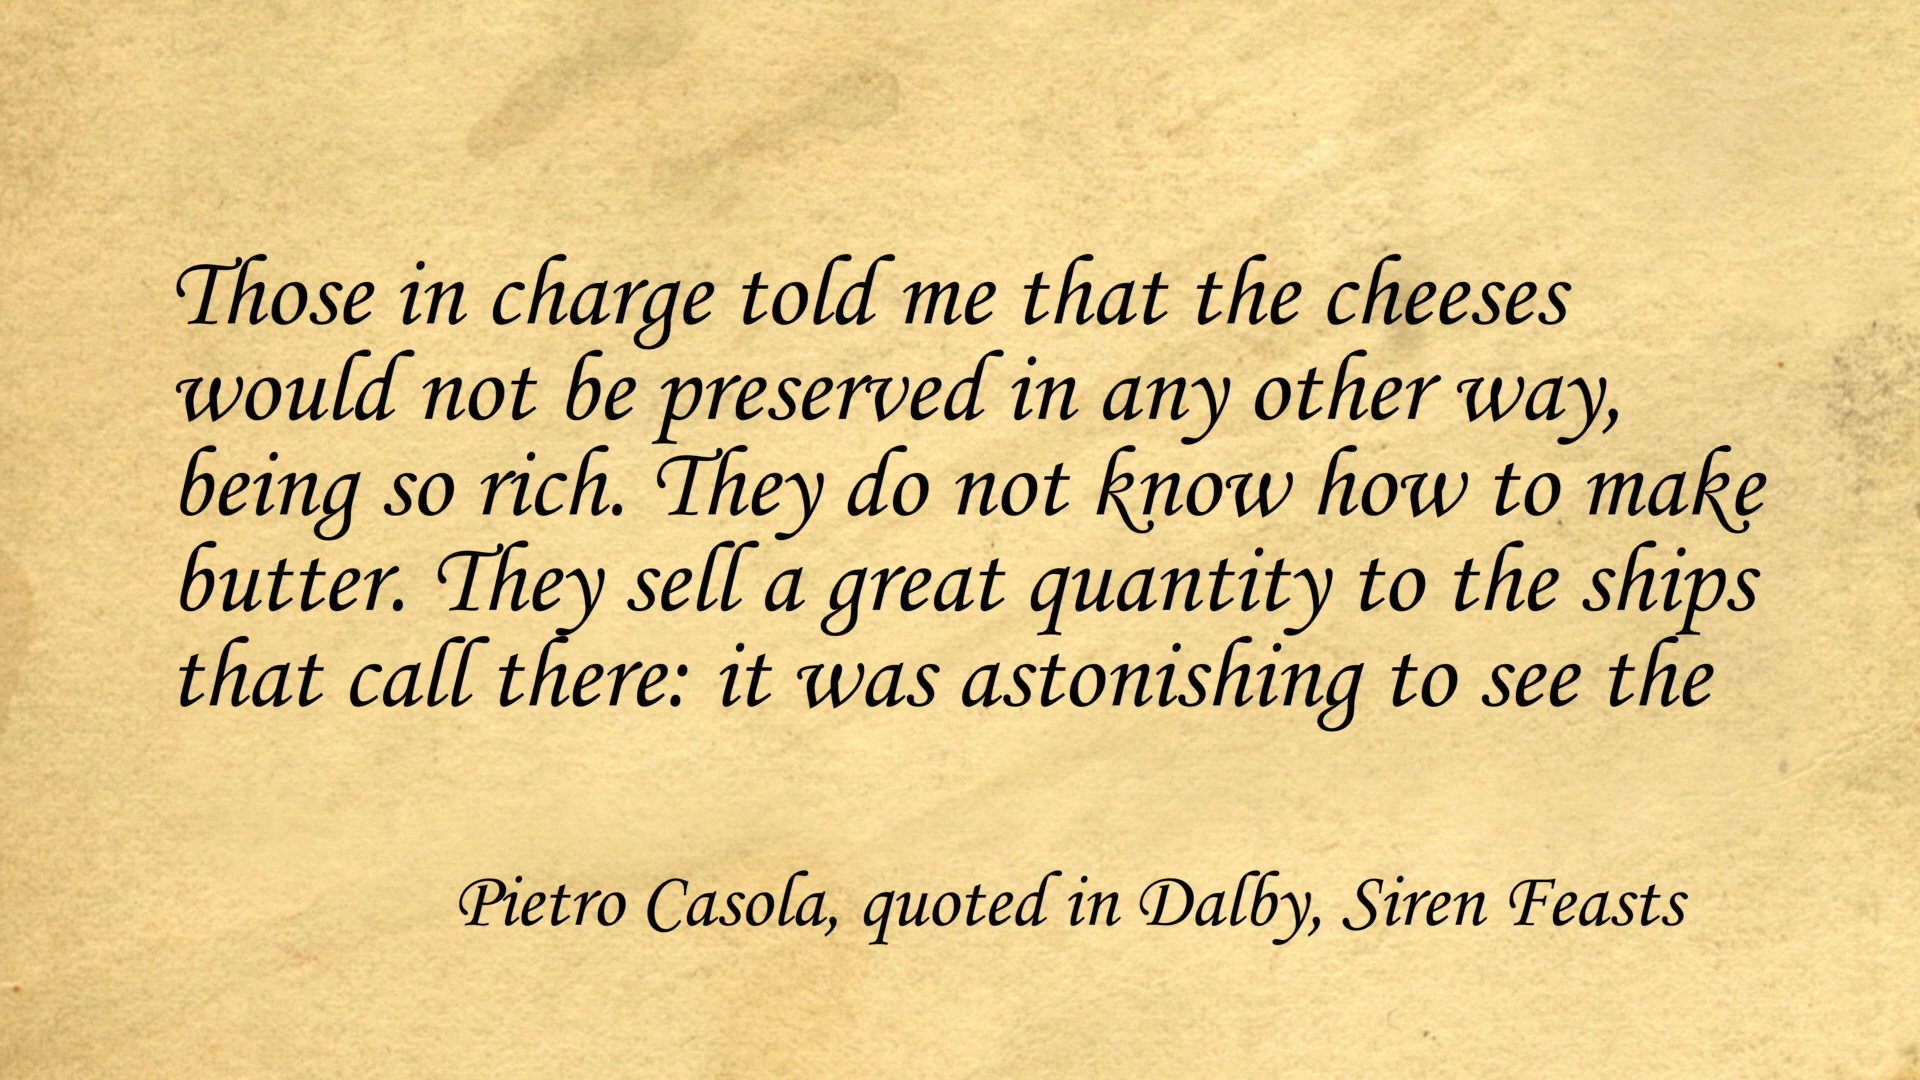 Those in charge told me that the cheeses
would not be preserved in any other way,
being so rich. They do not know how to make
butter. They sell a great quantity to the ships
that call there: it was astonishing to see the
Pietro Casola, quoted in Dalby, Siren Feasts